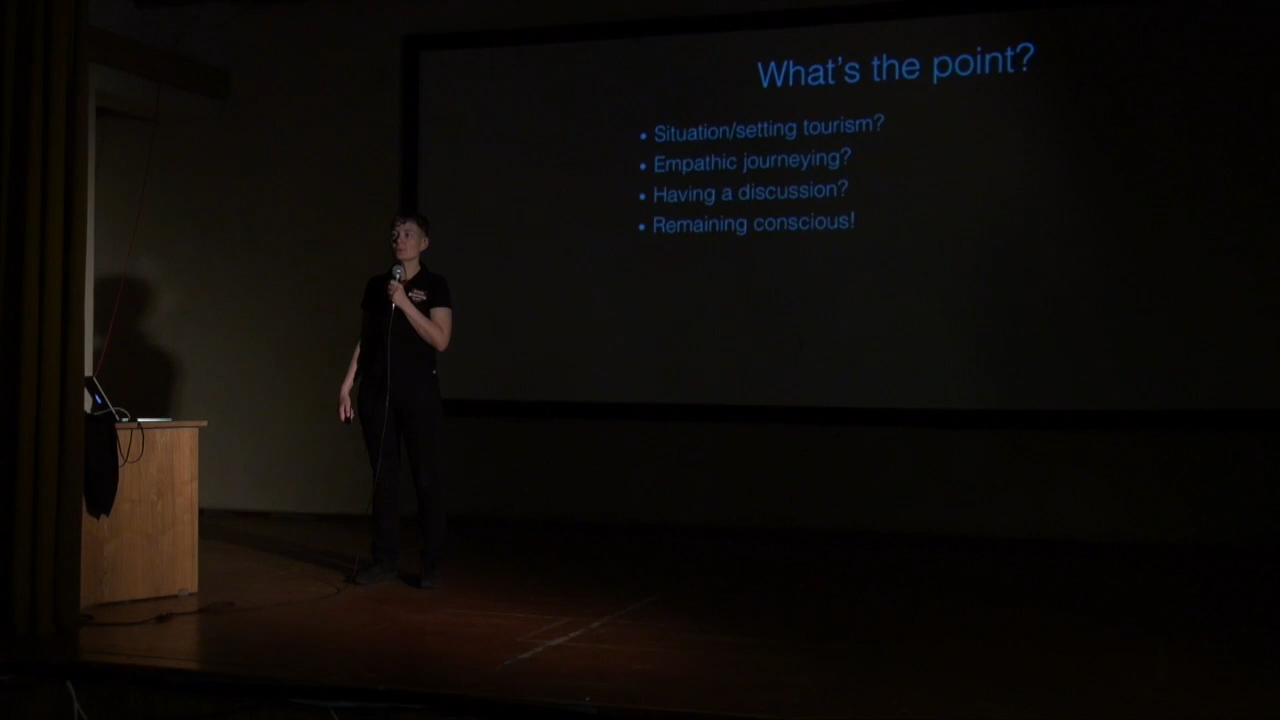 What's the point?
• Situation/setting tourism?
• Empathic journeying?
• Having a discussion?
• Remaining conscious!